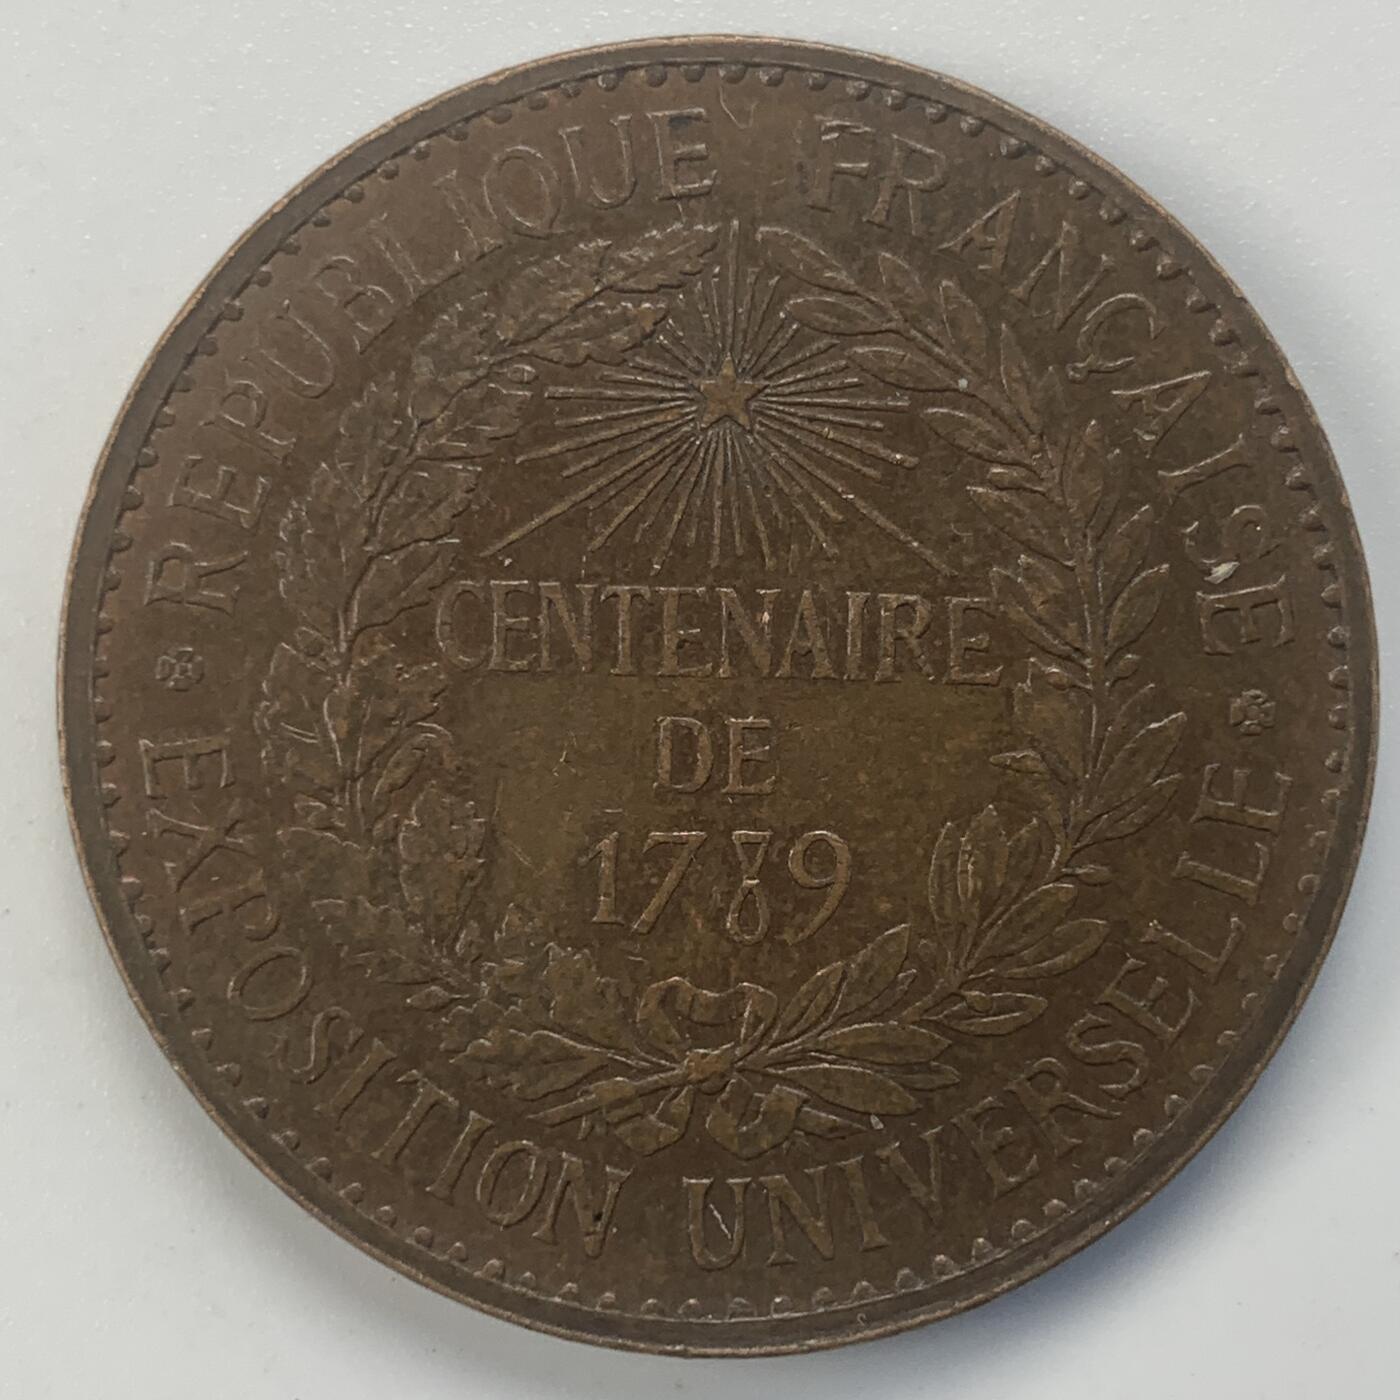 REPUBLIQUE FRANÇAISE
CENTENAIRE
DE
1789
EXPOSITION UNIVERSELLE